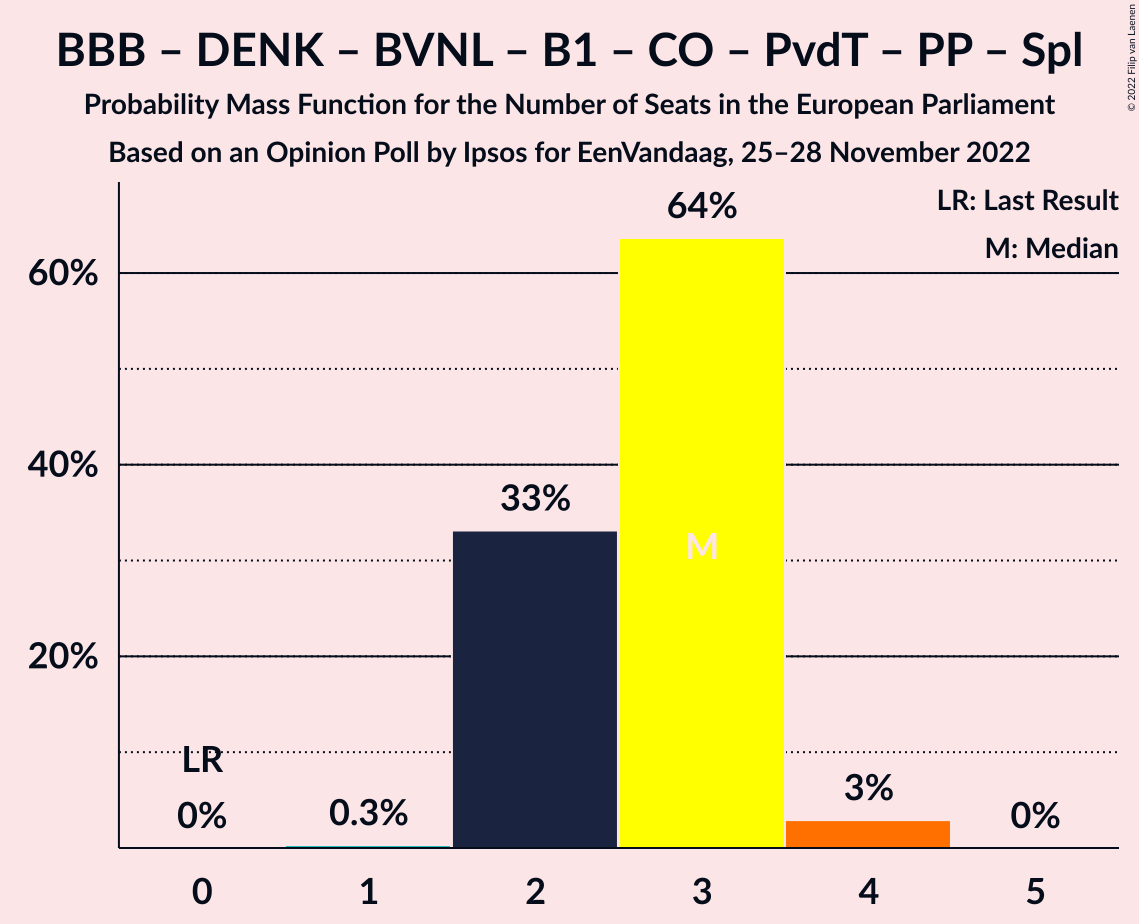 BBB – DENK – BVNL – B1 – CO – PvdT – PP – Spl
Probability Mass Function for the Number of Seats in the European Parliament
Based on an Opinion Poll by Ipsos for EenVandaag, 25–28 November 2022
© 2022 Filip van Laenen
LR: Last Result
M: Median
64%
60%
40%
33%
M
20%
LR
0%
0.3%
3%
0%
0 1 2 3 4 5